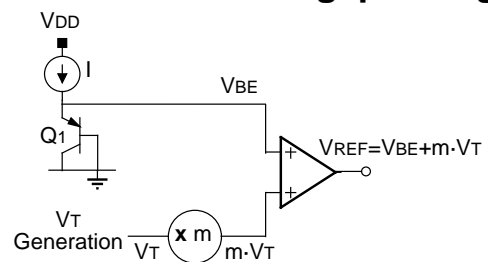 VDD
I
VBE
Q1
+
VREF=VBE+m·VT
+
VT
Generation
VT
x m
m·VT